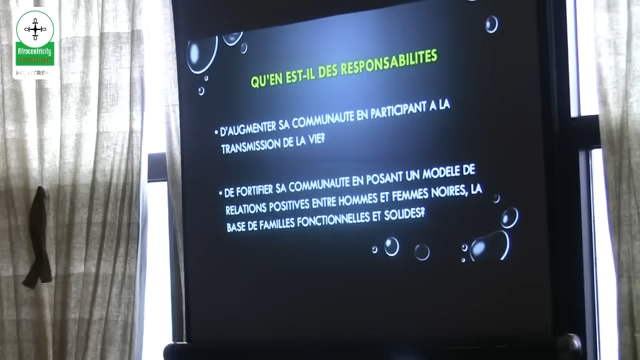 Afrocentricity
MONTREAL
QU'EN EST-IL DES RESPONSABILITES
• D'AUGMENTER SA COMMUNAUTE EN PARTICIPANT A LA
TRANSMISSION DE LA VIE?
• DE FORTIFIER SA COMMUNAUTE EN POSANT UN MODELE DE
RELATIONS POSITIVES ENTRE HOMMES ET FEMMES NOIRES, LA
BASE DE FAMILLES FONCTIONNELLES ET SOLIDES?